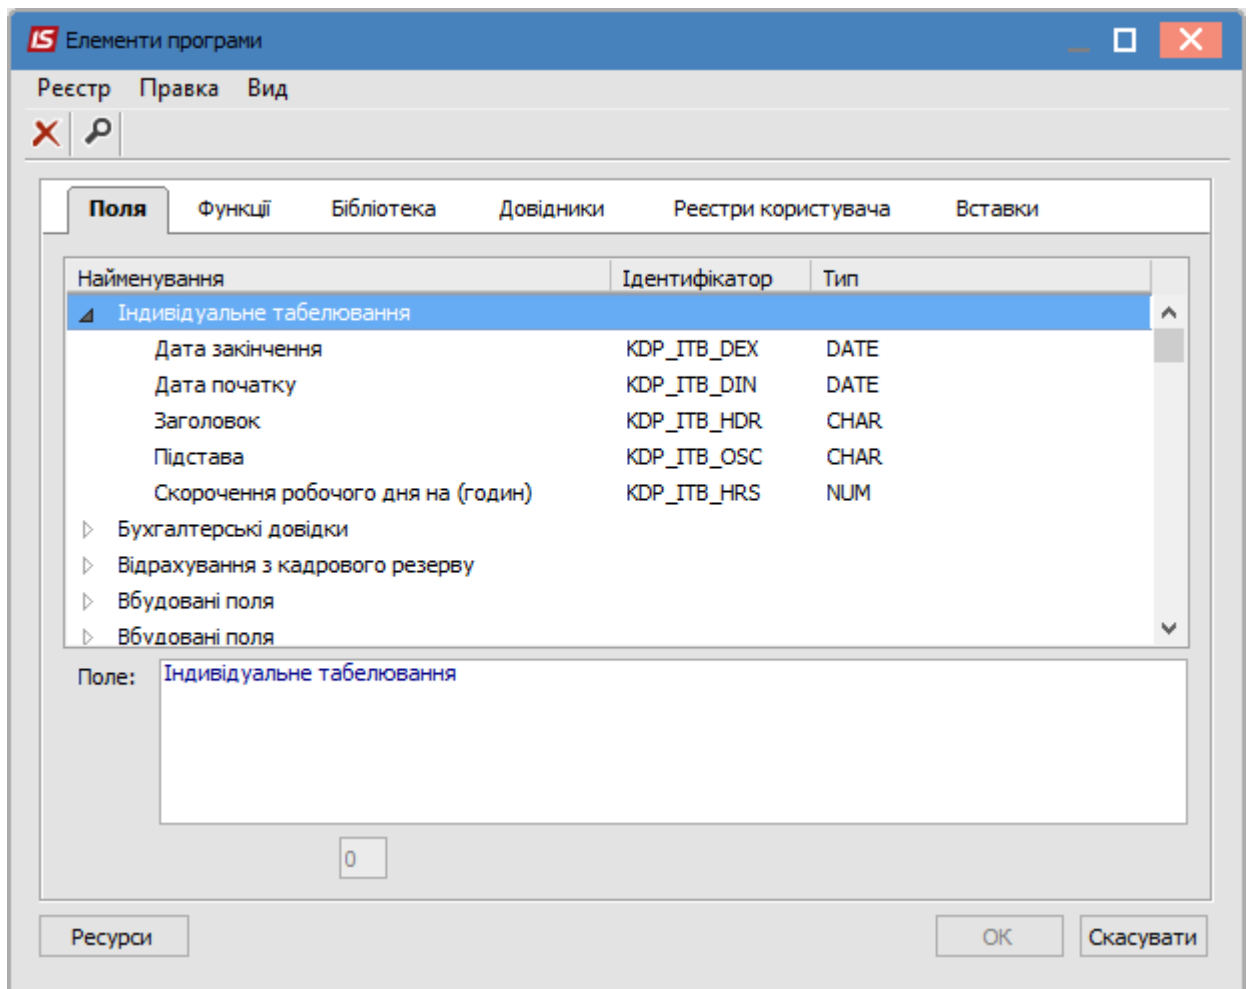 IS Елементи програми
Реєстр Правка Вид
Поля Функції Бібліотека Довідники Реєстри користувача Вставки
Найменування Ідентифікатор Тип
Індивідуальне табелювання
Дата закінчення KDP_ITB_DEX DATE
Дата початку KDP_ITB_DIN DATE
Заголовок KDP_ITB_HDR CHAR
Підстава KDP_ITB_OSC CHAR
Скорочення робочого дня на (годин) KDP_ITB_HRS NUM
Бухгалтерські довідки
Відрахування з кадрового резерву
Вбудовані поля
Вбудовані поля
Поле: Індивідуальне табелювання
0
Ресурси ОК Скасувати